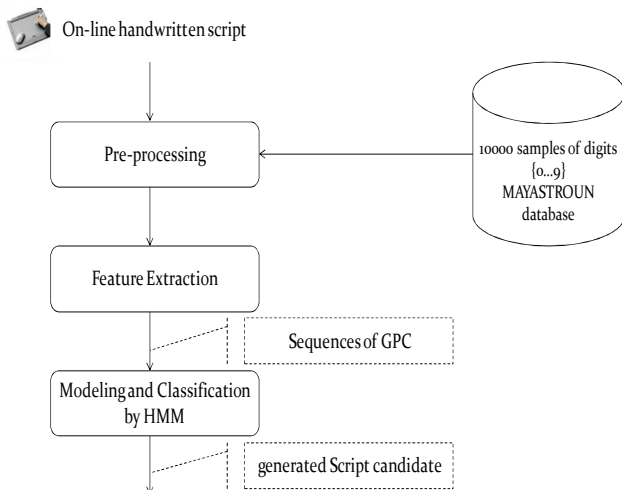 On-line handwritten script
Pre-processing
10000 samples of digits
{0...9}
MAYASTROUN
database
Feature Extraction
Sequences of GPC
Modeling and Classification
by HMM
generated Script candidate